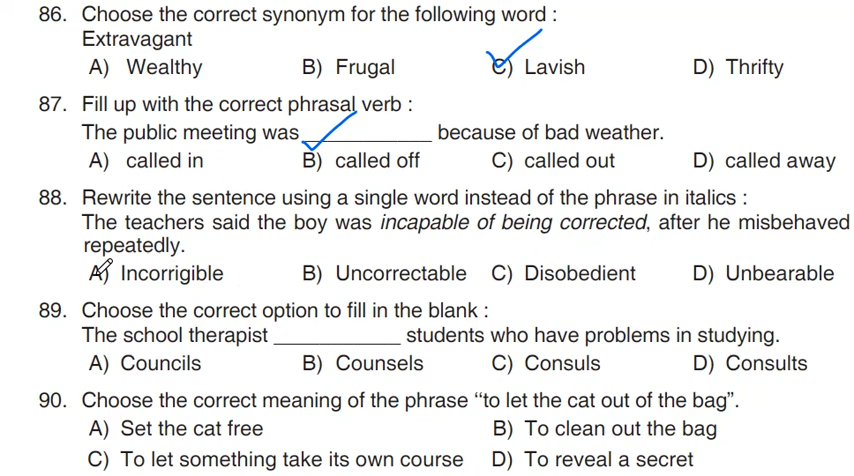 86. Choose the correct synonym for the following word :
Extravagant
A) Wealthy B) Frugal C) Lavish D) Thrifty
87. Fill up with the correct phrasal verb :
The public meeting was ____________ because of bad weather.
A) called in B) called off C) called out D) called away
88. Rewrite the sentence using a single word instead of the phrase in italics :
The teachers said the boy was incapable of being corrected, after he misbehaved
repeatedly.
A) Incorrigible B) Uncorrectable C) Disobedient D) Unbearable
89. Choose the correct option to fill in the blank :
The school therapist ____________ students who have problems in studying.
A) Councils B) Counsels C) Consuls D) Consults
90. Choose the correct meaning of the phrase “to let the cat out of the bag”.
A) Set the cat free B) To clean out the bag
C) To let something take its own course D) To reveal a secret